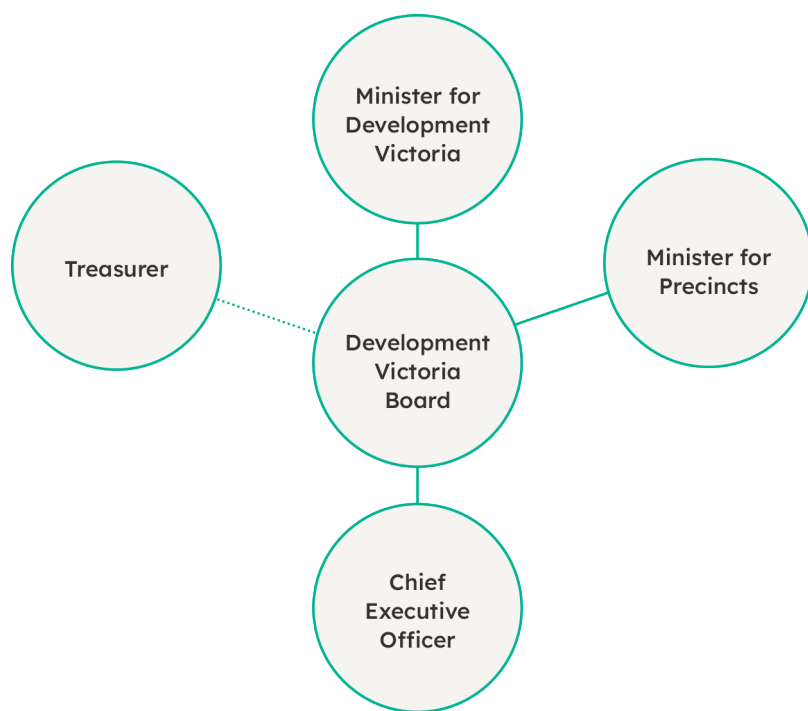 Minister for
Development
Victoria
Treasurer
Minister for
Precincts
Development
Victoria
Board
Chief
Executive
Officer